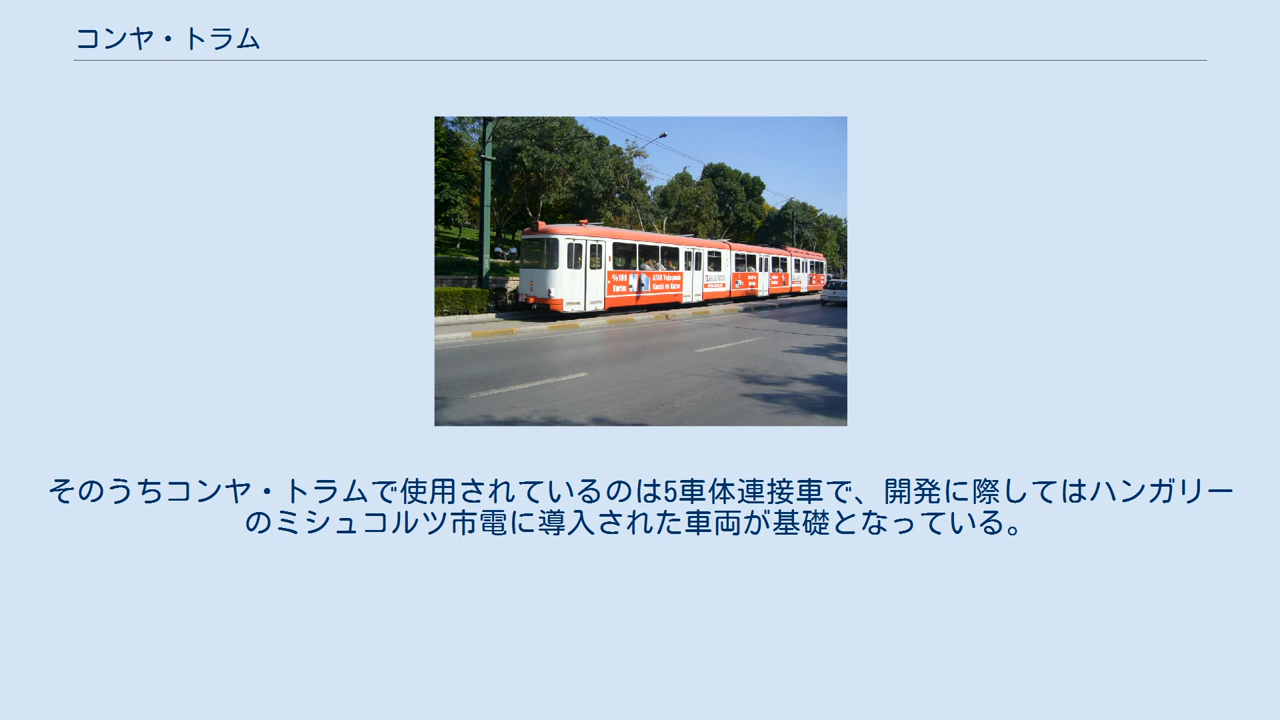 コンヤ・トラム
そのうちコンヤ・トラムで使用されているのは5車体連接車で、開発に際してはハンガリー
のミシュコルツ市電に導入された車両が基礎となっている。